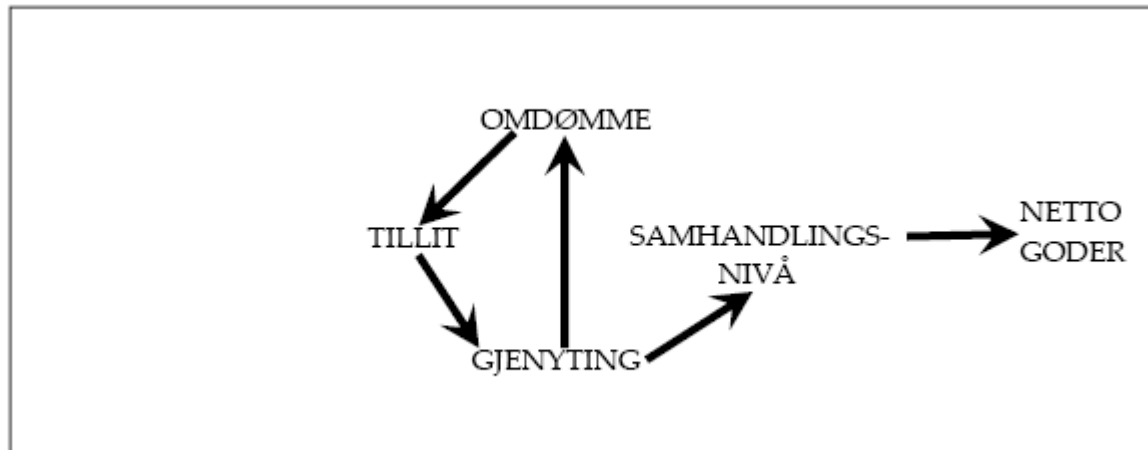 OMDØMME
TILLIT
SAMHANDLINGS-
NIVÅ
NETTO
GODER
GJENYTING